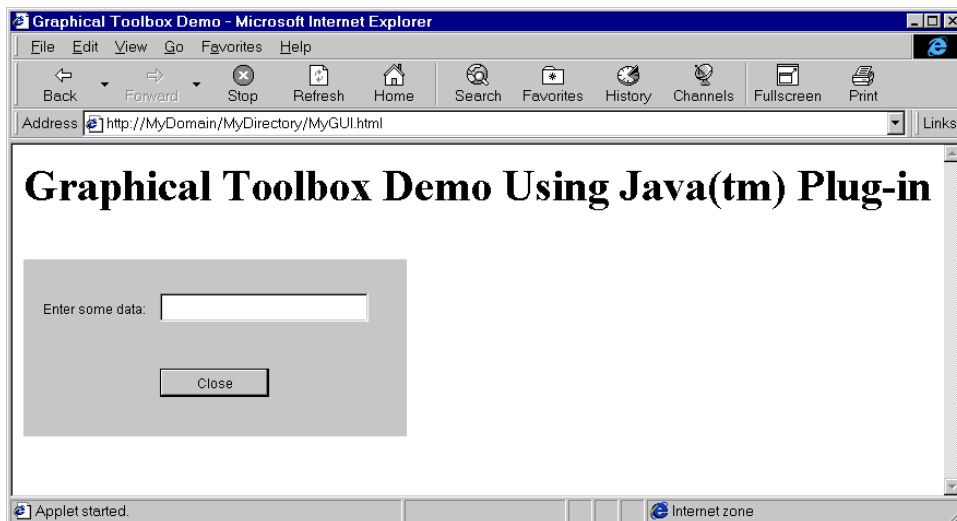 Graphical Toolbox Demo - Microsoft Internet Explorer
File Edit View Go Favorites Help
Back Forward Stop Refresh Home Search Favorites History Channels Fullscreen Print
Address http://MyDomain/MyDirectory/MyGUI.html Links
Graphical Toolbox Demo Using Java(tm) Plug-in
Enter some data:
Close
Applet started. Internet zone